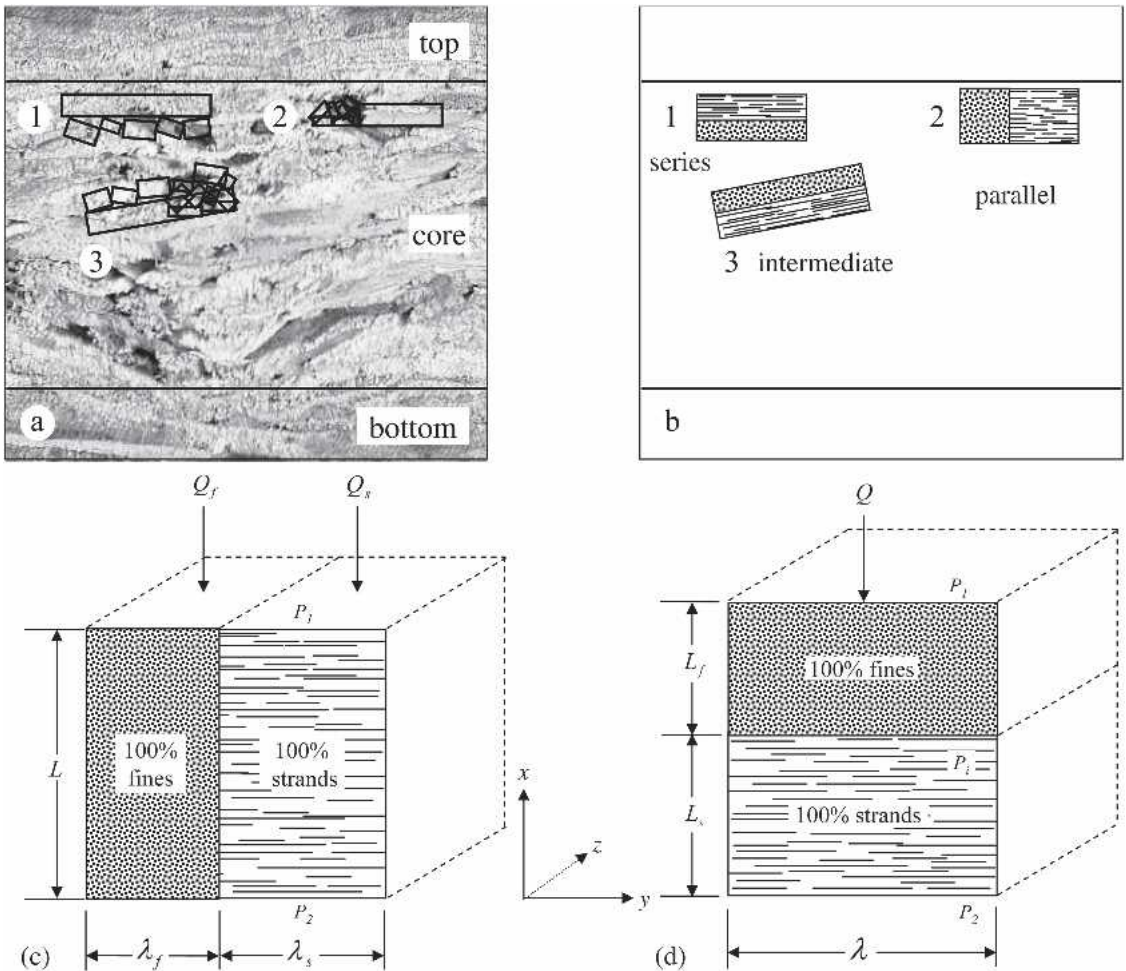 top
1
2
core
3
a
bottom
1
series
2
parallel
3 intermediate
b
Q_f
Q_s
P_1
L
100%
fines
100%
strands
P_2
(c)
λ_f
λ_s
x
z
y
Q
P_1
L_f
100% fines
P_i
L_s
100% strands
P_2
(d)
λ